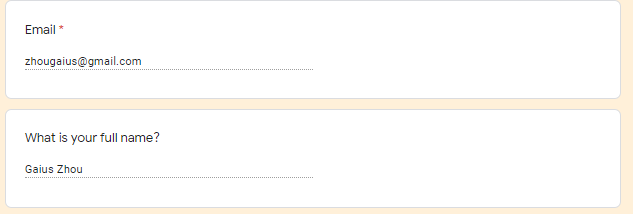 Email *
zhougaius@gmail.com
What is your full name?
Gaius Zhou